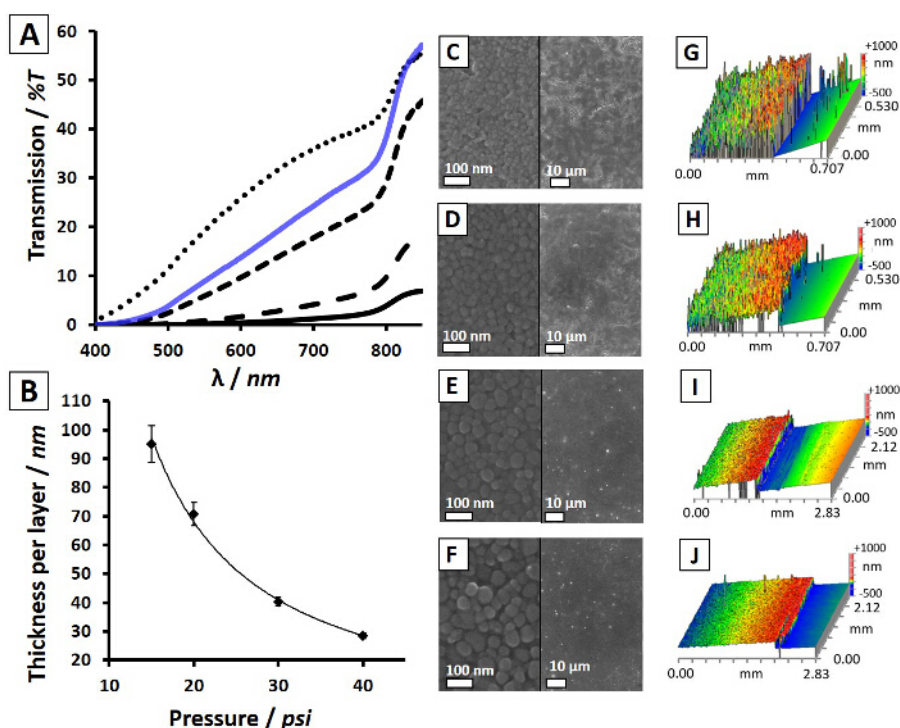 A
60
50
40
30
20
10
0
Transmission / %T
400
500
600
700
800
λ / nm
B
110
100
90
80
70
60
50
40
30
20
Thickness per layer / nm
10
20
30
40
Pressure / psi
C
100 nm
10 µm
D
100 nm
10 µm
E
100 nm
10 µm
F
100 nm
10 µm
G
+1000
nm
-500
0.530
mm
0.00
0.00
mm
0.707
H
+1000
nm
-500
0.530
mm
0.00
0.00
mm
0.707
I
+1000
nm
-500
2.12
mm
0.00
0.00
mm
2.83
J
+1000
nm
-500
2.12
mm
0.00
0.00
mm
2.83